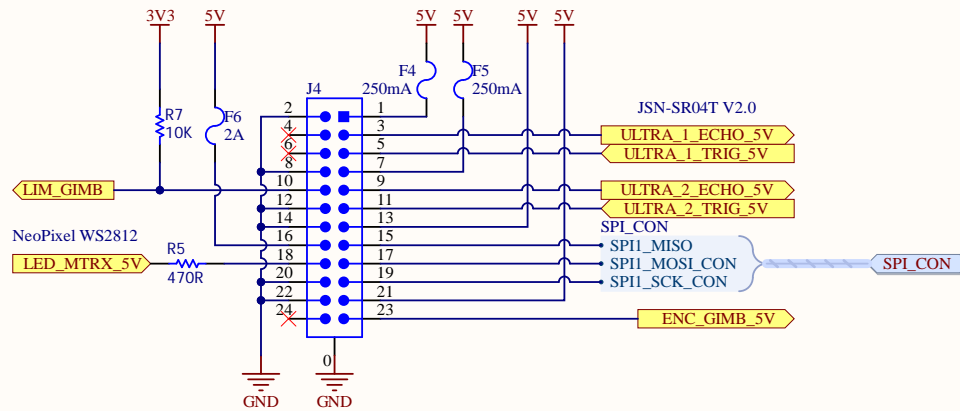 3V3 5V 5V 5V 5V 5V
F4 F5
250mA 250mA
J4
R7 10K
F6 2A
JSN-SR04T V2.0
2 1
4 3 ULTRA_1_ECHO_5V
6 5 ULTRA_1_TRIG_5V
8 7
LIM_GIMB 10 9 ULTRA_2_ECHO_5V
12 11 ULTRA_2_TRIG_5V
14 13 SPI_CON
NeoPixel WS2812
16 15 SPI1_MISO
LED_MTRX_5V R5 470R 18 17 SPI1_MOSI_CON SPI_CON
20 19 SPI1_SCK_CON
22 21
24 23 ENC_GIMB_5V
0
GND GND